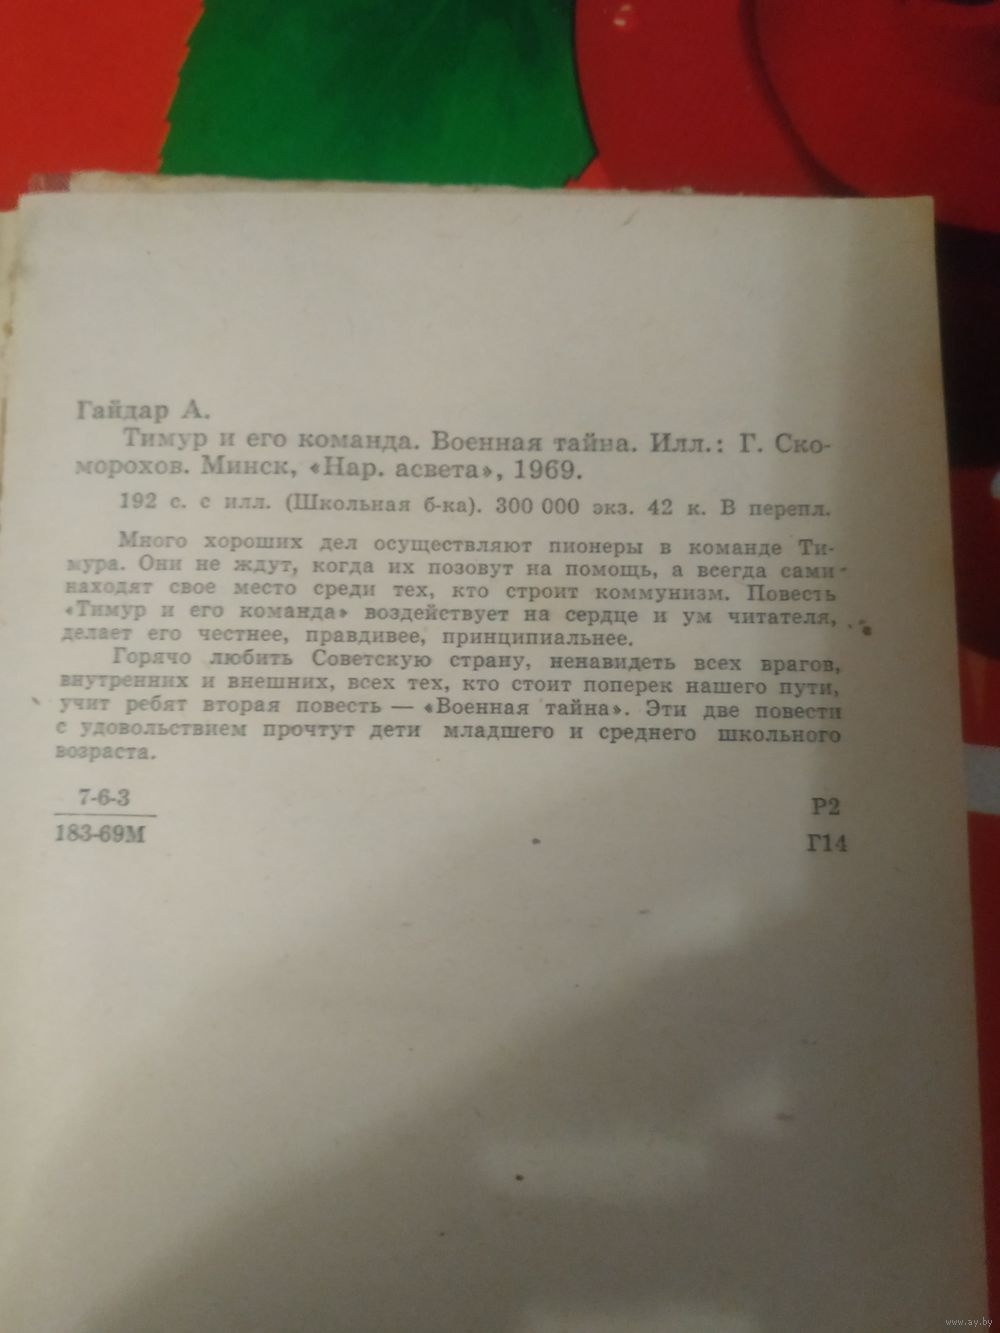 Гайдар А.
Тимур и его команда. Военная тайна. Илл.: Г. Ско-
морохов. Минск, «Нар. асвета», 1969.
192 с. с илл. (Школьная б-ка). 300 000 экз. 42 к. В перепл.
Много хороших дел осуществляют пионеры в команде Ти-
мура. Они не ждут, когда их позовут на помощь, а всегда сами
находят свое место среди тех, кто строит коммунизм. Повесть
«Тимур и его команда» воздействует на сердце и ум читателя,
делает его честнее, правдивее, принципиальнее.
Горячо любить Советскую страну, ненавидеть всех врагов,
внутренних и внешних, всех тех, кто стоит поперек нашего пути,
учит ребят вторая повесть — «Военная тайна». Эти две повести
с удовольствием прочтут дети младшего и среднего школьного
возраста.
7-6-3
183-69М
Р2
Г14
www.ay.by